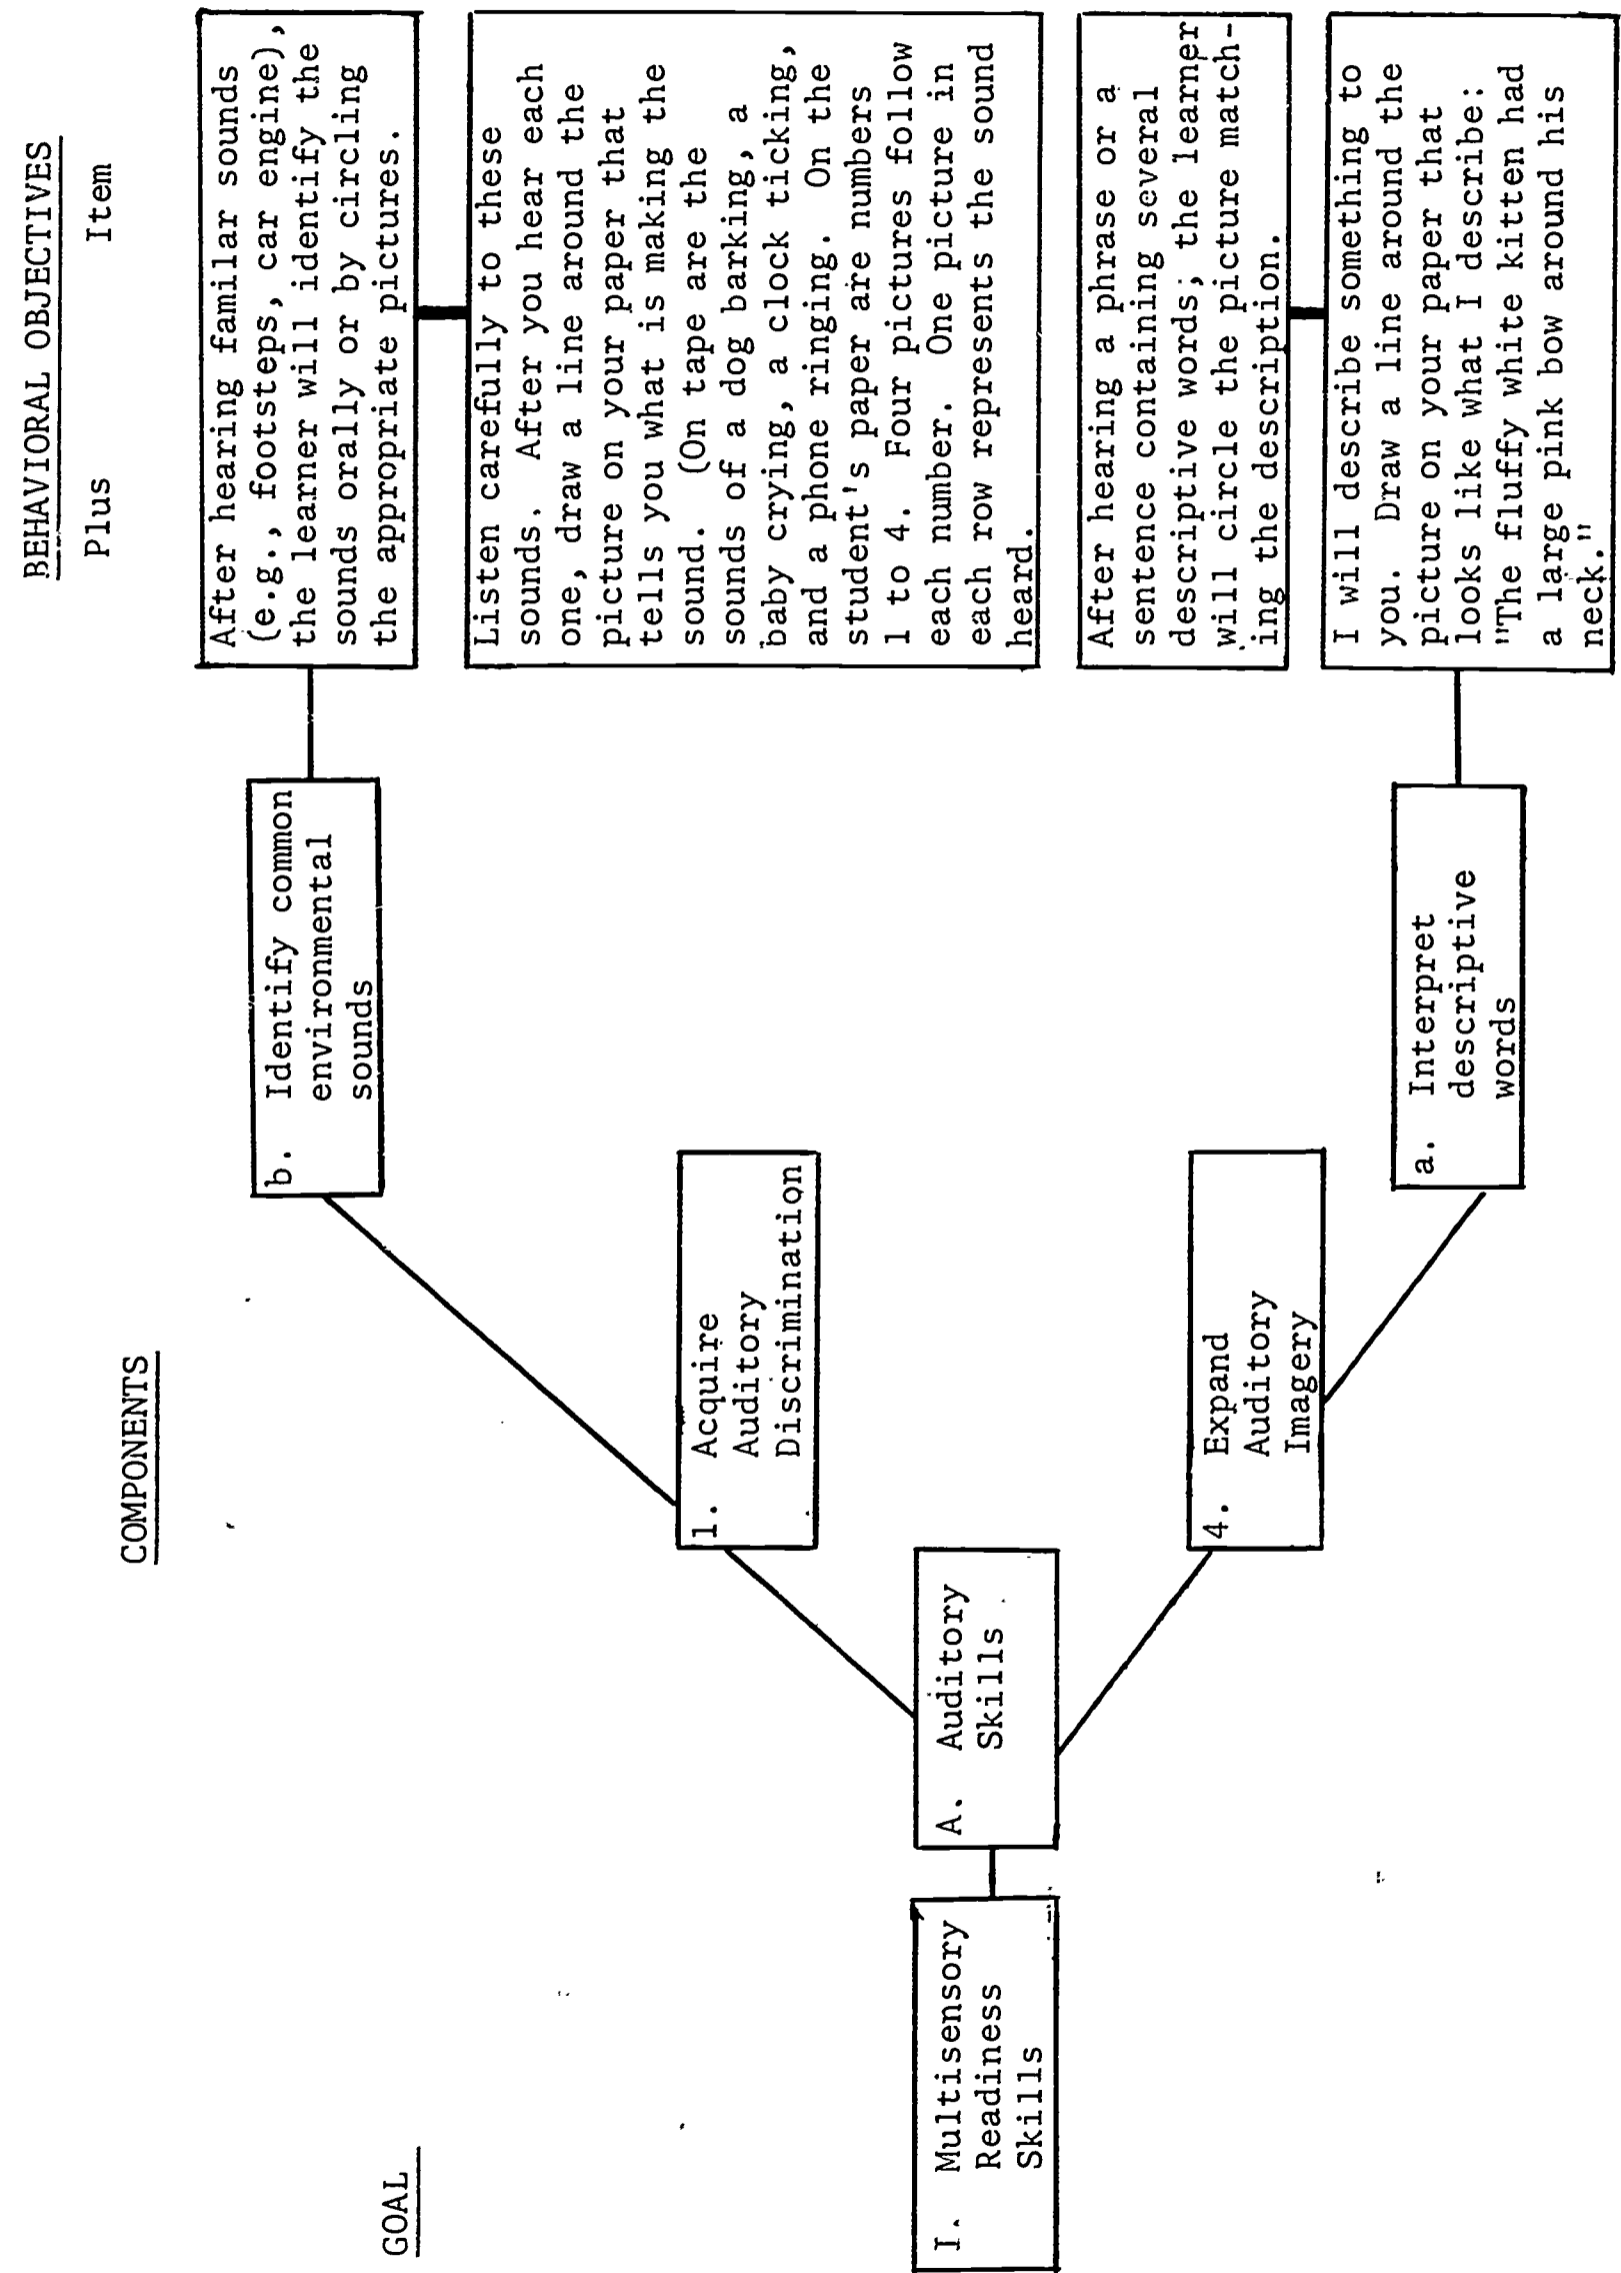 GOAL
COMPONENTS
BEHAVIORAL OBJECTIVES
Plus Item
I. Multisensory
Readiness
Skills
A. Auditory
Skills
1. Acquire
Auditory
Discrimination
b. Identify common
environmental
sounds
After hearing familar sounds
(e.g., footsteps, car engine),
the learner will identify the
sounds orally or by circling
the appropriate pictures.
Listen carefully to these
sounds. After you hear each
one, draw a line around the
picture on your paper that
tells you what is making the
sound. (On tape are the
sounds of a dog barking, a
baby crying, a clock ticking,
and a phone ringing. On the
student's paper are numbers
1 to 4. Four pictures follow
each number. One picture in
each row represents the sound
heard.
4. Expand
Auditory
Imagery
a. Interpret
descriptive
words
After hearing a phrase or a
sentence containing several
descriptive words; the learner
will circle the picture match-
ing the description.
I will describe something to
you. Draw a line around the
picture on your paper that
looks like what I describe:
"The fluffy white kitten had
a large pink bow around his
neck."